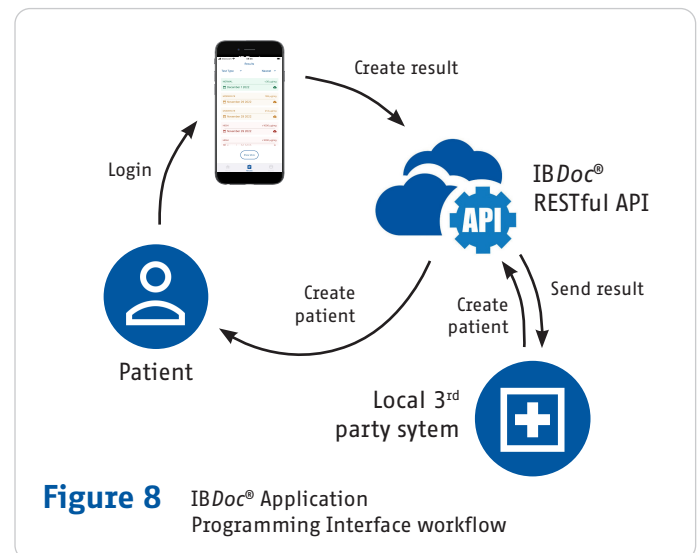 Results
Create result
Login
IBDoc®
RESTful API
API
Create
patient
Create
patient
Send result
Patient
Local 3rd
party sytem
Figure 8 IBDoc® Application
Programming Interface workflow